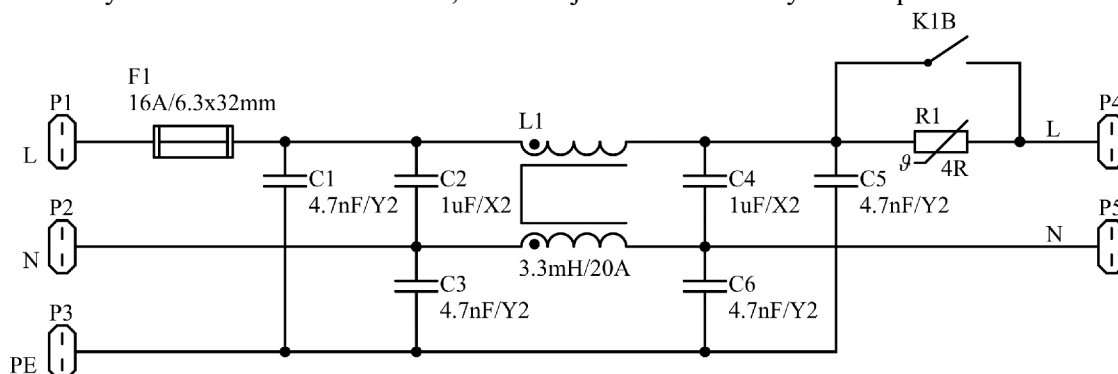 K1B
F1
16A/6.3x32mm
P1
L
L1
R1
4R
ϑ
L
P4
C1
4.7nF/Y2
C2
1uF/X2
C4
1uF/X2
C5
4.7nF/Y2
P2
N
3.3mH/20A
N
P5
C3
4.7nF/Y2
C6
4.7nF/Y2
P3
PE